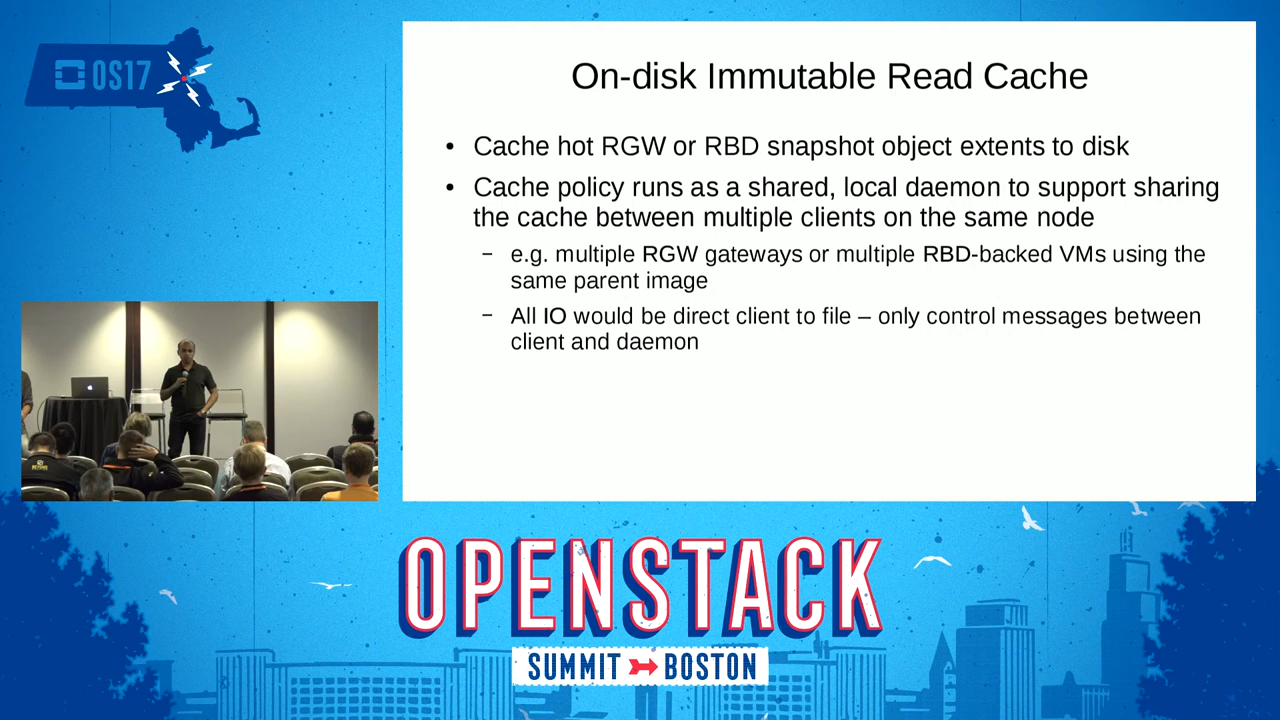 OS17
On-disk Immutable Read Cache
• Cache hot RGW or RBD snapshot object extents to disk
• Cache policy runs as a shared, local daemon to support sharing
the cache between multiple clients on the same node
– e.g. multiple RGW gateways or multiple RBD-backed VMs using the
same parent image
– All IO would be direct client to file – only control messages between
client and daemon
OPENSTACK
SUMMIT BOSTON